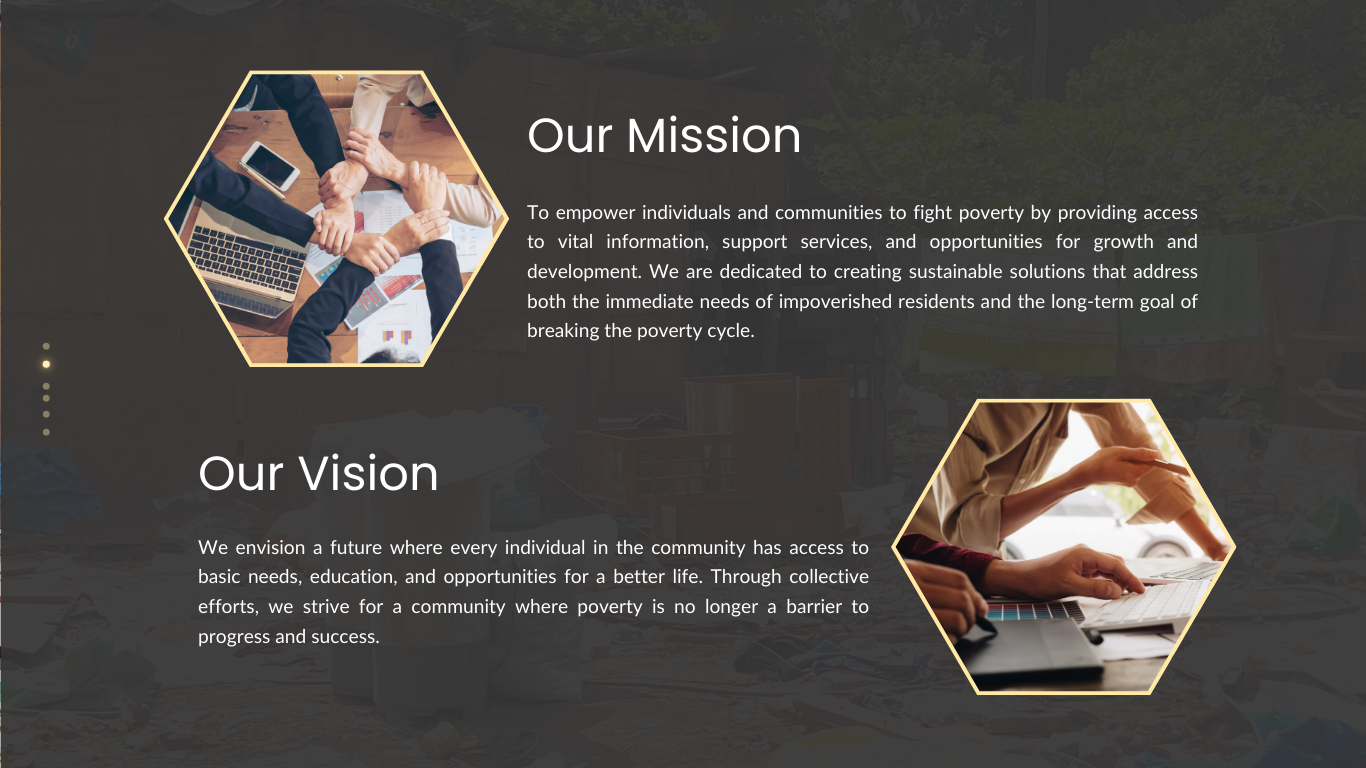 Our Mission
To empower individuals and communities to fight poverty by providing access
to vital information, support services, and opportunities for growth and
development. We are dedicated to creating sustainable solutions that address
both the immediate needs of impoverished residents and the long-term goal of
breaking the poverty cycle.
Our Vision
We envision a future where every individual in the community has access to
basic needs, education, and opportunities for a better life. Through collective
efforts, we strive for a community where poverty is no longer a barrier to
progress and success.